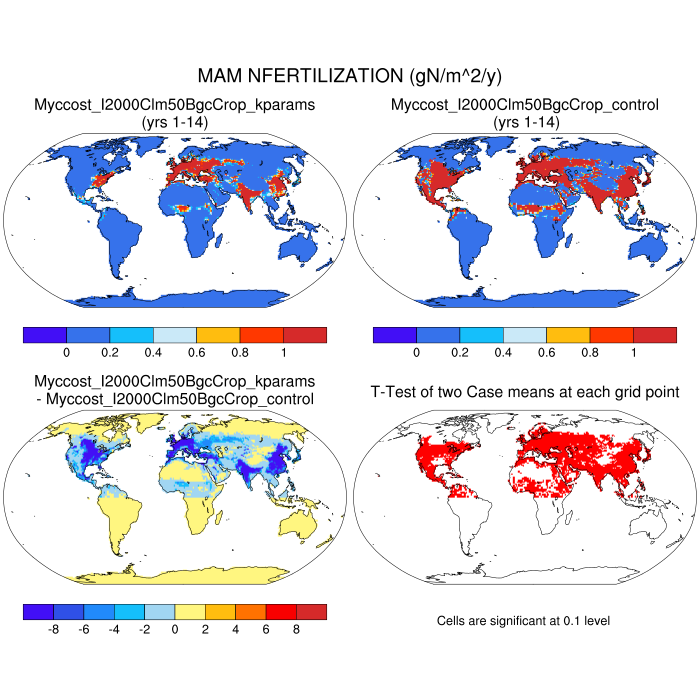 MAM NFERTILIZATION (gN/m^2/y)
Myccost_I2000Clm50BgcCrop_kparams
(yrs 1-14)
Myccost_I2000Clm50BgcCrop_control
(yrs 1-14)
0 0.2 0.4 0.6 0.8 1
0 0.2 0.4 0.6 0.8 1
Myccost_I2000Clm50BgcCrop_kparams
- Myccost_I2000Clm50BgcCrop_control
T-Test of two Case means at each grid point
-8 -6 -4 -2 0 2 4 6 8
Cells are significant at 0.1 level